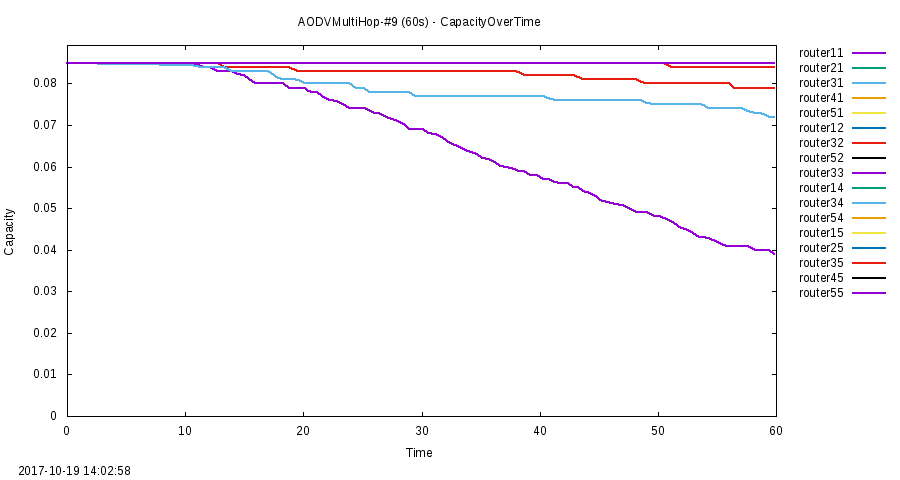 AODVMultiHop-#9 (60s) - CapacityOverTime
router11
router21
router31
router41
router51
router12
router32
router52
router33
router14
router34
router54
router15
router25
router35
router45
router55
Capacity
0.08
0.07
0.06
0.05
0.04
0.03
0.02
0.01
0
0 10 20 30 40 50 60
Time
2017-10-19 14:02:58